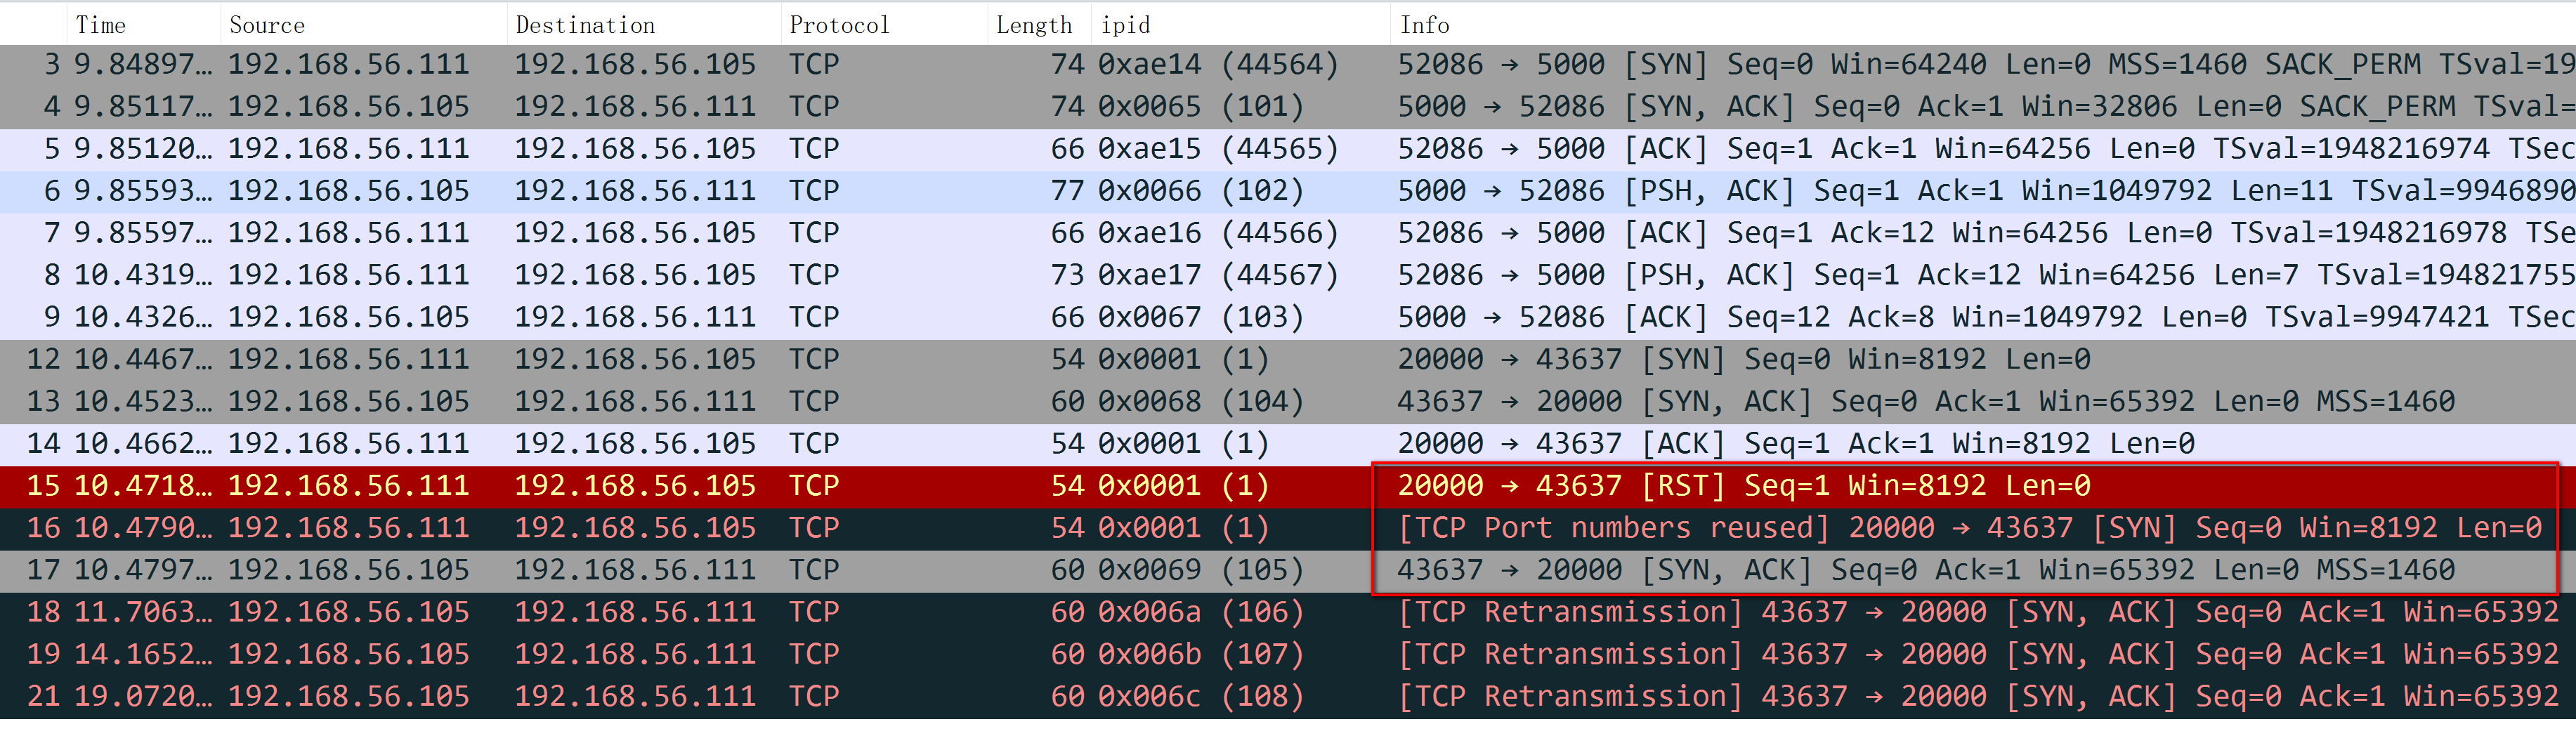 Time Source Destination Protocol Length ipid Info
3 9.84897… 192.168.56.111 192.168.56.105 TCP 74 0xae14 (44564) 52086 → 5000 [SYN] Seq=0 Win=64240 Len=0 MSS=1460 SACK_PERM TSval=19
4 9.85117… 192.168.56.105 192.168.56.111 TCP 74 0x0065 (101) 5000 → 52086 [SYN, ACK] Seq=0 Ack=1 Win=32806 Len=0 SACK_PERM TSval=
5 9.85120… 192.168.56.111 192.168.56.105 TCP 66 0xae15 (44565) 52086 → 5000 [ACK] Seq=1 Ack=1 Win=64256 Len=0 TSval=1948216974 TSec
6 9.85593… 192.168.56.105 192.168.56.111 TCP 77 0x0066 (102) 5000 → 52086 [PSH, ACK] Seq=1 Ack=1 Win=1049792 Len=11 TSval=9946890
7 9.85597… 192.168.56.111 192.168.56.105 TCP 66 0xae16 (44566) 52086 → 5000 [ACK] Seq=1 Ack=12 Win=64256 Len=0 TSval=1948216978 TSe
8 10.4319… 192.168.56.111 192.168.56.105 TCP 73 0xae17 (44567) 52086 → 5000 [PSH, ACK] Seq=1 Ack=12 Win=64256 Len=7 TSval=194821755
9 10.4326… 192.168.56.105 192.168.56.111 TCP 66 0x0067 (103) 5000 → 52086 [ACK] Seq=12 Ack=8 Win=1049792 Len=0 TSval=9947421 TSec
12 10.4467… 192.168.56.111 192.168.56.105 TCP 54 0x0001 (1) 20000 → 43637 [SYN] Seq=0 Win=8192 Len=0
13 10.4523… 192.168.56.105 192.168.56.111 TCP 60 0x0068 (104) 43637 → 20000 [SYN, ACK] Seq=0 Ack=1 Win=65392 Len=0 MSS=1460
14 10.4662… 192.168.56.111 192.168.56.105 TCP 54 0x0001 (1) 20000 → 43637 [ACK] Seq=1 Ack=1 Win=8192 Len=0
15 10.4718… 192.168.56.111 192.168.56.105 TCP 54 0x0001 (1) 20000 → 43637 [RST] Seq=1 Win=8192 Len=0
16 10.4790… 192.168.56.111 192.168.56.105 TCP 54 0x0001 (1) [TCP Port numbers reused] 20000 → 43637 [SYN] Seq=0 Win=8192 Len=0
17 10.4797… 192.168.56.105 192.168.56.111 TCP 60 0x0069 (105) 43637 → 20000 [SYN, ACK] Seq=0 Ack=1 Win=65392 Len=0 MSS=1460
18 11.7063… 192.168.56.105 192.168.56.111 TCP 60 0x006a (106) [TCP Retransmission] 43637 → 20000 [SYN, ACK] Seq=0 Ack=1 Win=65392
19 14.1652… 192.168.56.105 192.168.56.111 TCP 60 0x006b (107) [TCP Retransmission] 43637 → 20000 [SYN, ACK] Seq=0 Ack=1 Win=65392
21 19.0720… 192.168.56.105 192.168.56.111 TCP 60 0x006c (108) [TCP Retransmission] 43637 → 20000 [SYN, ACK] Seq=0 Ack=1 Win=65392